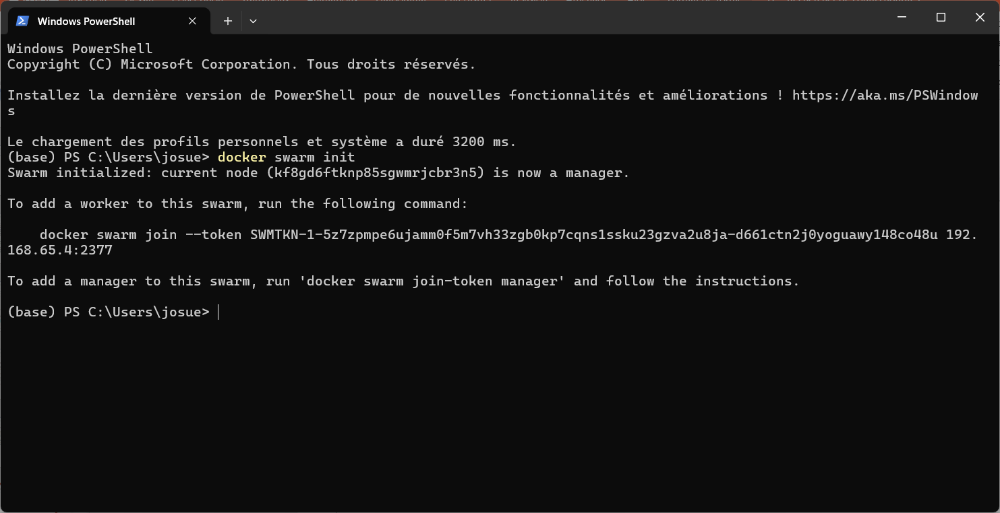 Windows PowerShell
Windows PowerShell
Copyright (C) Microsoft Corporation. Tous droits réservés.
Installez la dernière version de PowerShell pour de nouvelles fonctionnalités et améliorations ! https://aka.ms/PSWindow
s
Le chargement des profils personnels et système a duré 3200 ms.
(base) PS C:\Users\josue> docker swarm init
Swarm initialized: current node (kf8gd6ftknp85sgwmrjcbr3n5) is now a manager.
To add a worker to this swarm, run the following command:
docker swarm join --token SWMTKN-1-5z7zpmpe6ujamm0f5m7vh33zgb0kp7cqns1ssku23gzva2u8ja-d661ctn2j0yoguawy148co48u 192.
168.65.4:2377
To add a manager to this swarm, run 'docker swarm join-token manager' and follow the instructions.
(base) PS C:\Users\josue>